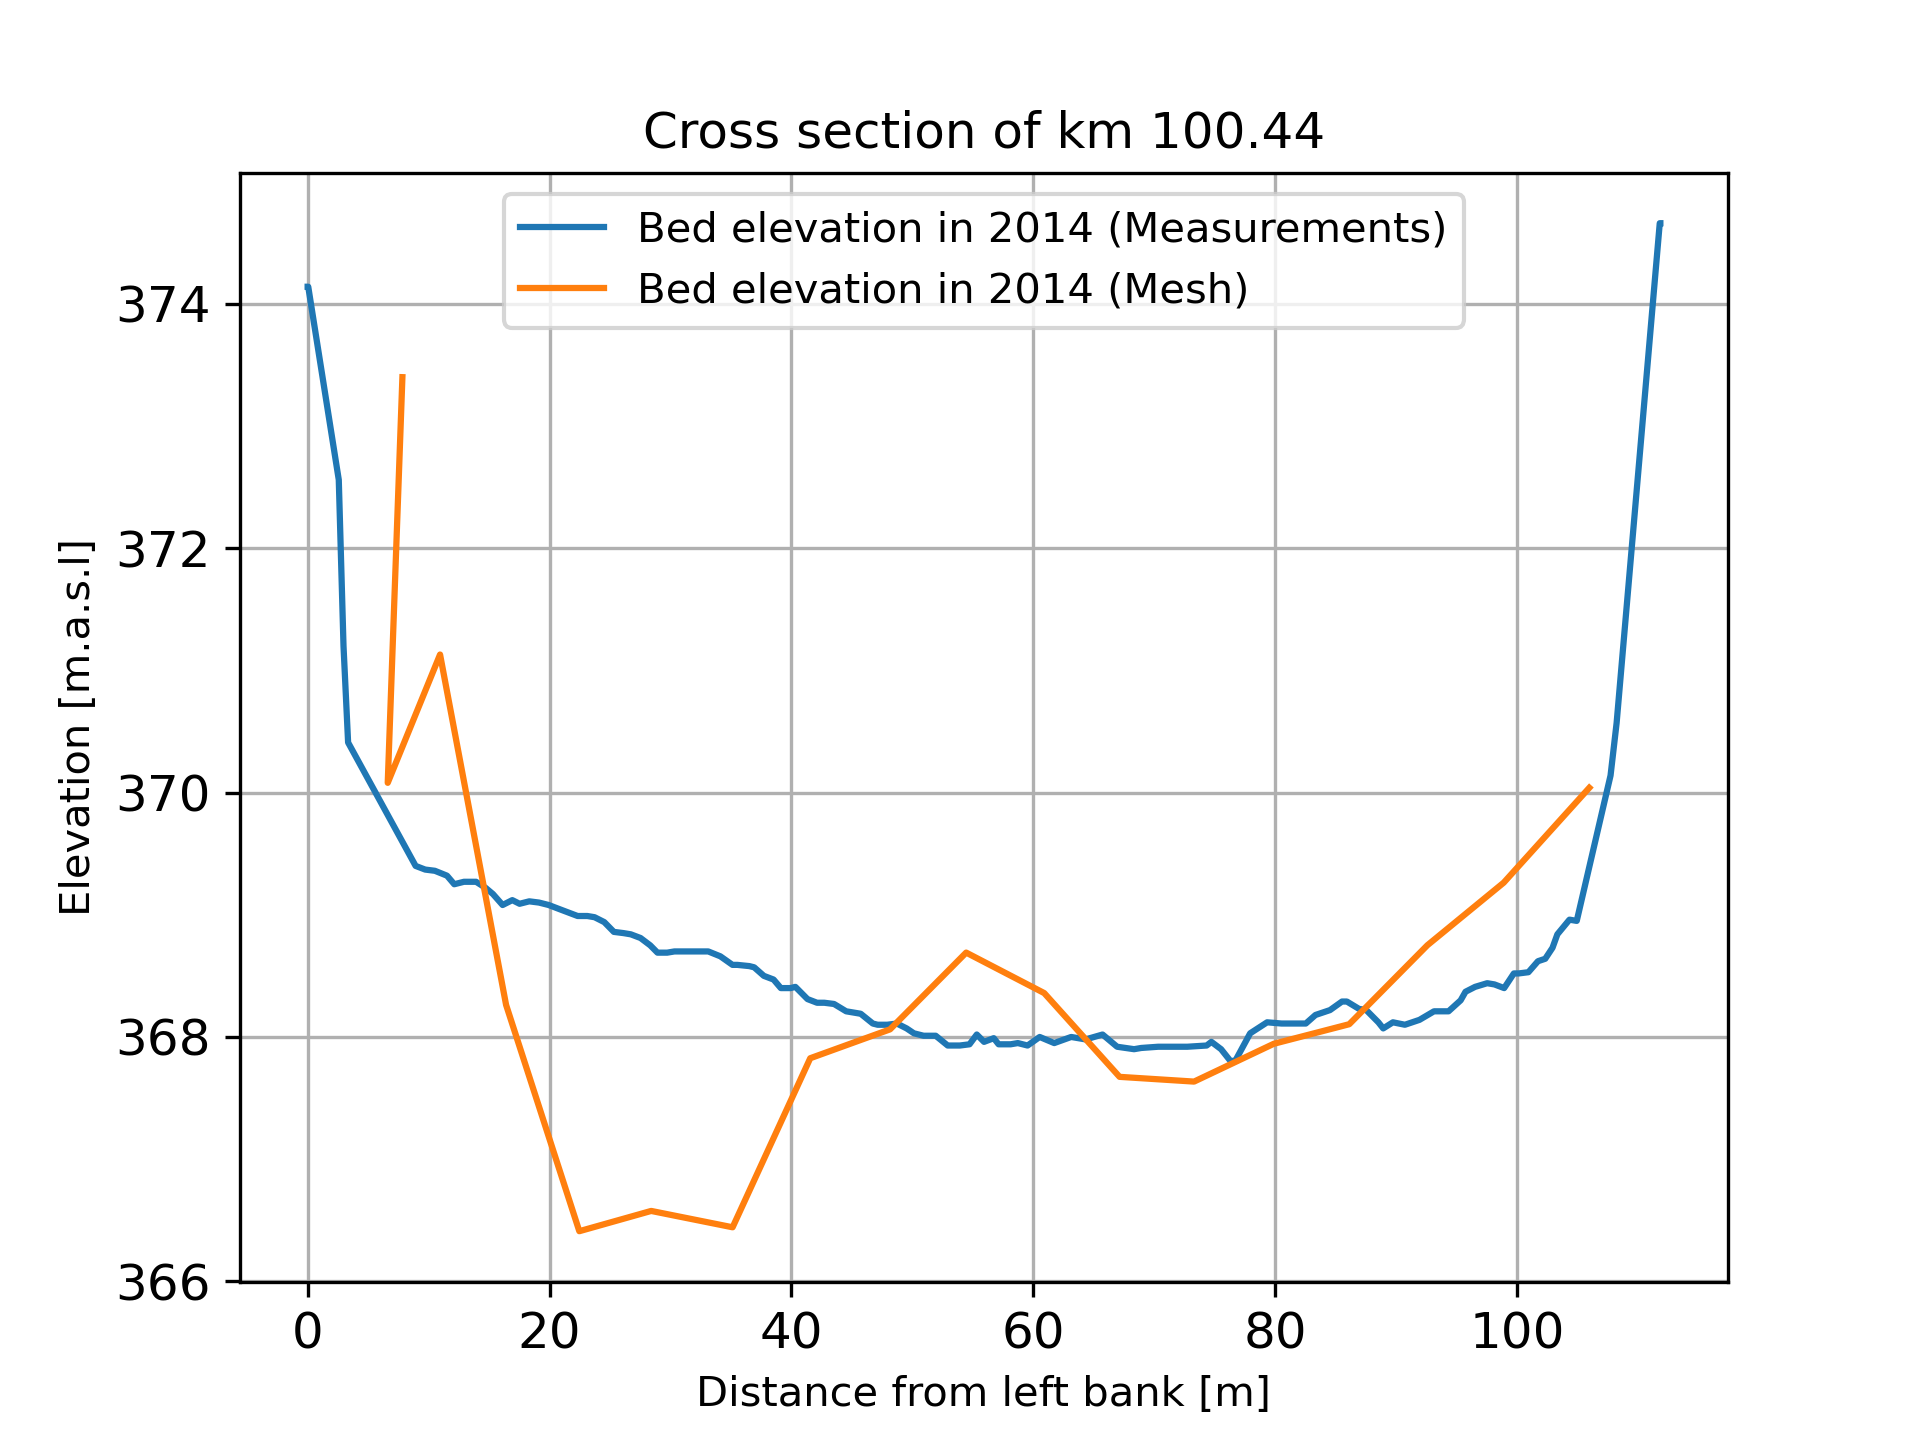 Cross section of km 100.44
Bed elevation in 2014 (Measurements)
Bed elevation in 2014 (Mesh)
Elevation [m.a.s.l]
374
372
370
368
366
0 20 40 60 80 100
Distance from left bank [m]